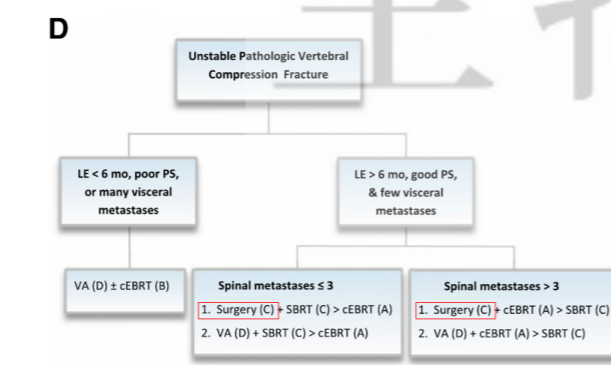 D
Unstable Pathologic Vertebral
Compression Fracture
LE < 6 mo, poor PS,
or many visceral
metastases
LE > 6 mo, good PS,
& few visceral
metastases
VA (D) ± cEBRT (B)
Spinal metastases ≤ 3
1. Surgery (C) + SBRT (C) > cEBRT (A)
2. VA (D) + SBRT (C) > cEBRT (A)
Spinal metastases > 3
1. Surgery (C) + cEBRT (A) > SBRT (C)
2. VA (D) + cEBRT (A) > SBRT (C)